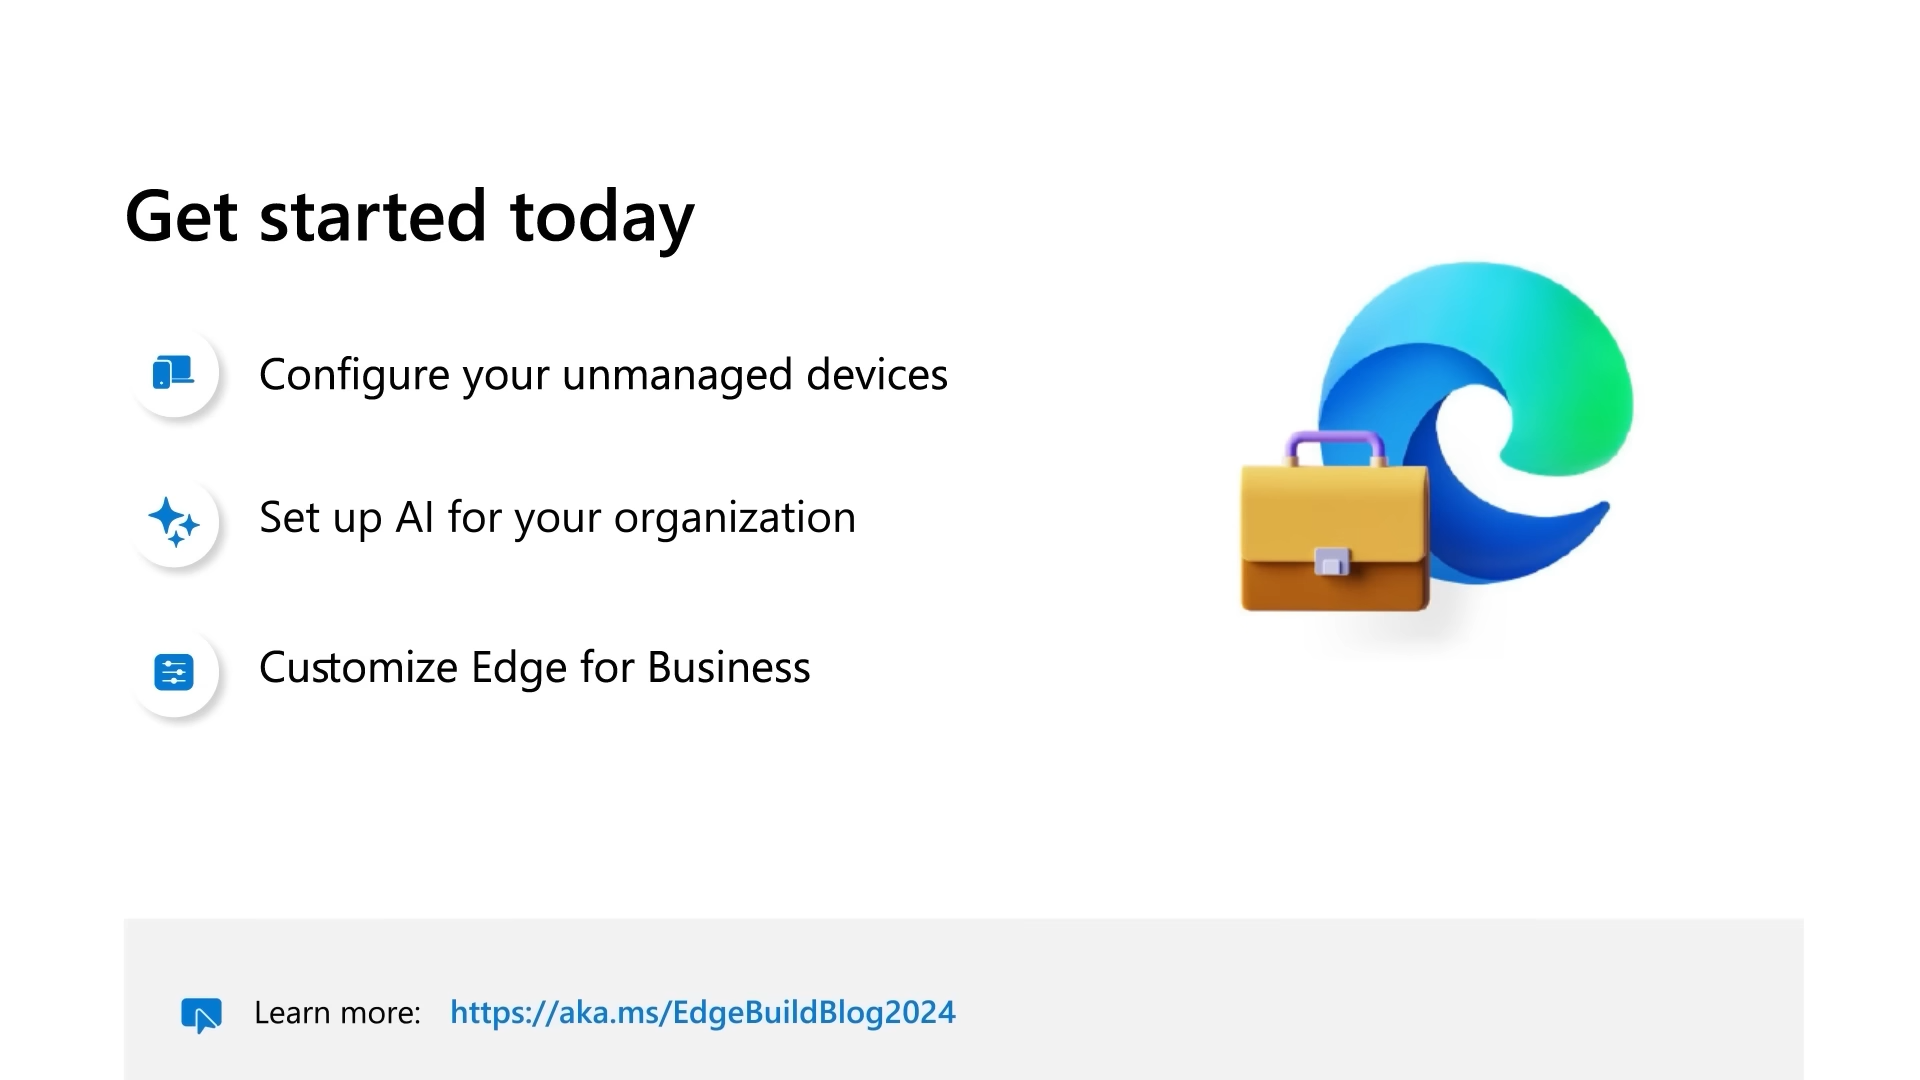 Get started today
Configure your unmanaged devices
Set up AI for your organization
Customize Edge for Business
Learn more: https://aka.ms/EdgeBuildBlog2024